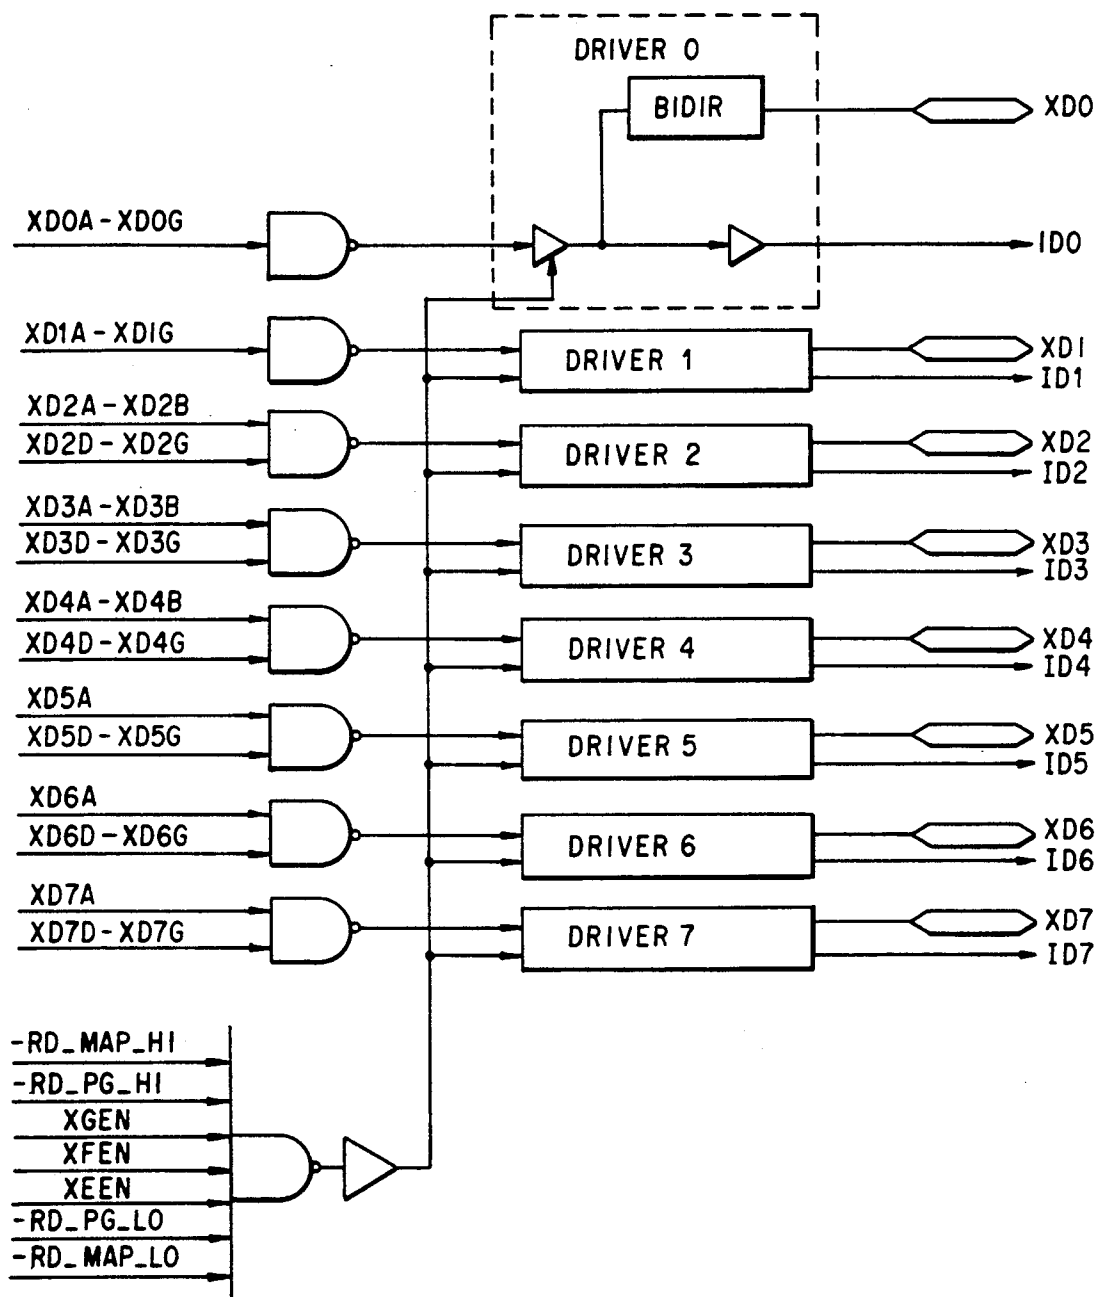 DRIVER 0
BIDIR
XD0
XD0A-XD0G
ID0
XD1A-XD1G
DRIVER 1
XD1
ID1
XD2A-XD2B
XD2D-XD2G
DRIVER 2
XD2
ID2
XD3A-XD3B
XD3D-XD3G
DRIVER 3
XD3
ID3
XD4A-XD4B
XD4D-XD4G
DRIVER 4
XD4
ID4
XD5A
XD5D-XD5G
DRIVER 5
XD5
ID5
XD6A
XD6D-XD6G
DRIVER 6
XD6
ID6
XD7A
XD7D-XD7G
DRIVER 7
XD7
ID7
-RD_MAP_HI
-RD_PG_HI
XGEN
XFEN
XEEN
-RD_PG_LO
-RD_MAP_LO